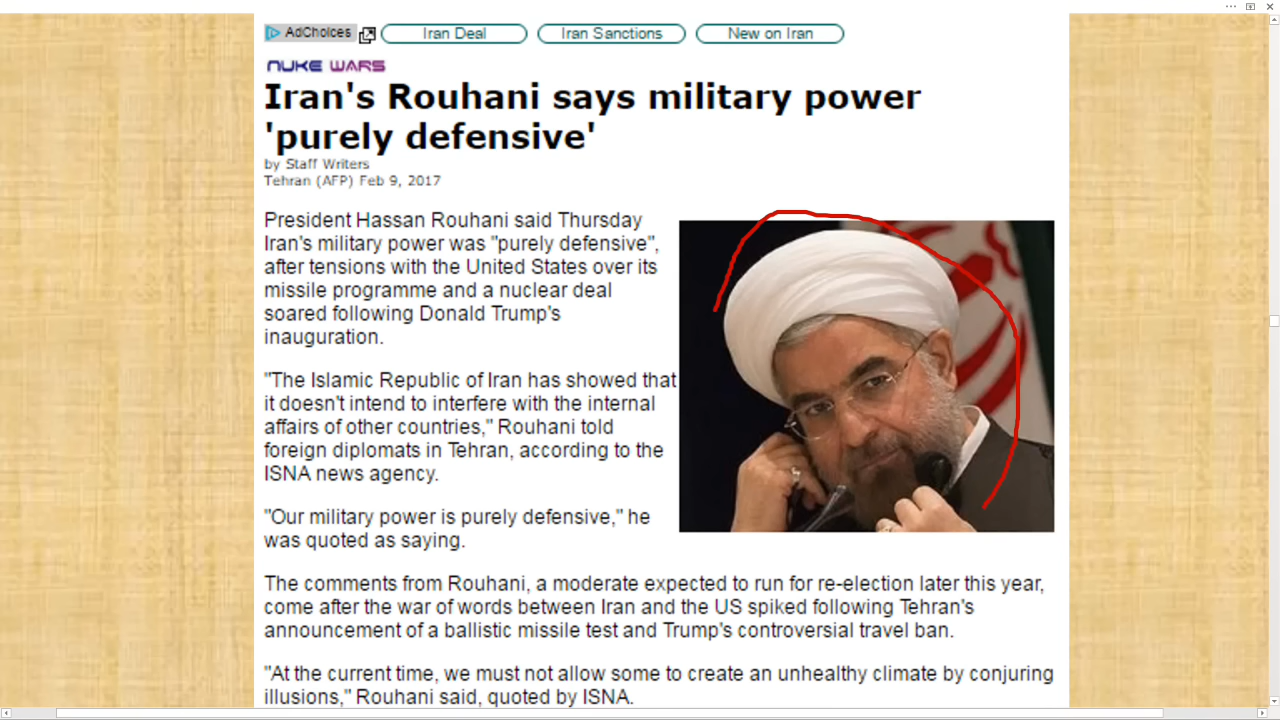 AdChoices Iran Deal Iran Sanctions New on Iran
NUKE WARS
Iran's Rouhani says military power
'purely defensive'
by Staff Writers
Tehran (AFP) Feb 9, 2017
President Hassan Rouhani said Thursday
Iran's military power was "purely defensive",
after tensions with the United States over its
missile programme and a nuclear deal
soared following Donald Trump's
inauguration.
"The Islamic Republic of Iran has showed that
it doesn't intend to interfere with the internal
affairs of other countries," Rouhani told
foreign diplomats in Tehran, according to the
ISNA news agency.
"Our military power is purely defensive," he
was quoted as saying.
The comments from Rouhani, a moderate expected to run for re-election later this year,
come after the war of words between Iran and the US spiked following Tehran's
announcement of a ballistic missile test and Trump's controversial travel ban.
"At the current time, we must not allow some to create an unhealthy climate by conjuring
illusions," Rouhani said, quoted by ISNA.